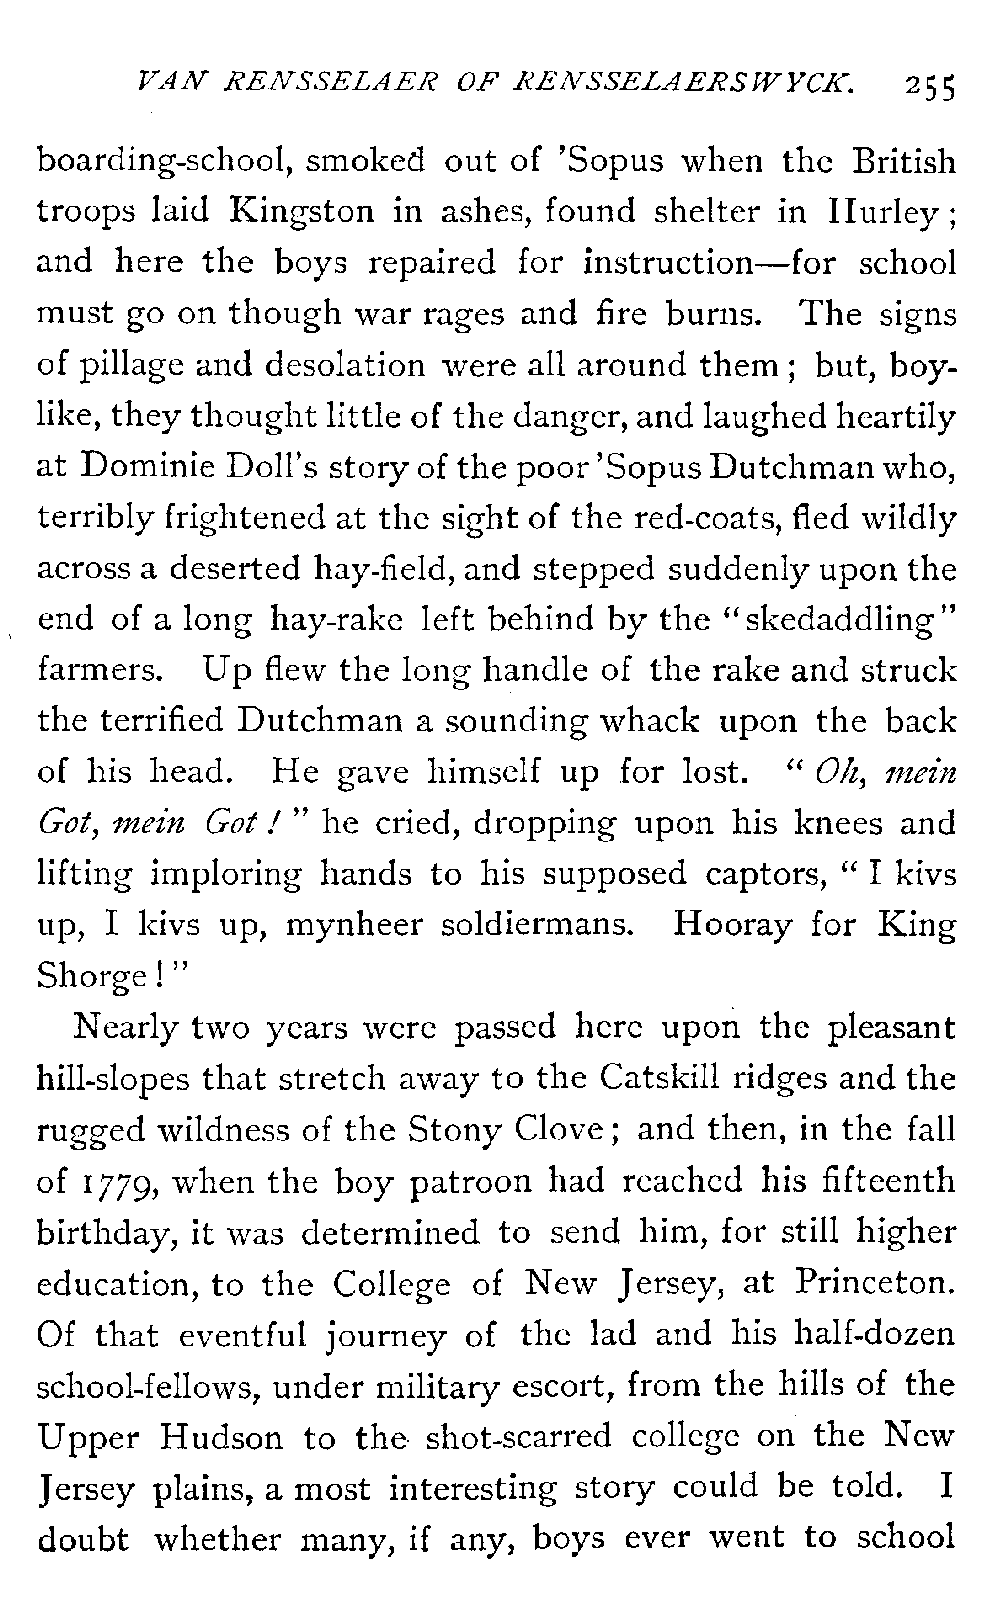 VAN RENSSELAER OF RENSSELAERSWYCK. 255
boarding-school, smoked out of 'Sopus when the British
troops laid Kingston in ashes, found shelter in Hurley;
and here the boys repaired for instruction—for school
must go on though war rages and fire burns. The signs
of pillage and desolation were all around them; but, boy-
like, they thought little of the danger, and laughed heartily
at Dominie Doll's story of the poor 'Sopus Dutchman who,
terribly frightened at the sight of the red-coats, fled wildly
across a deserted hay-field, and stepped suddenly upon the
end of a long hay-rake left behind by the "skedaddling"
farmers. Up flew the long handle of the rake and struck
the terrified Dutchman a sounding whack upon the back
of his head. He gave himself up for lost. "Oh, mein
Got, mein Got!" he cried, dropping upon his knees and
lifting imploring hands to his supposed captors, "I kivs
up, I kivs up, mynheer soldiermans. Hooray for King
Shorge!"
Nearly two years were passed here upon the pleasant
hill-slopes that stretch away to the Catskill ridges and the
rugged wildness of the Stony Clove; and then, in the fall
of 1779, when the boy patroon had reached his fifteenth
birthday, it was determined to send him, for still higher
education, to the College of New Jersey, at Princeton.
Of that eventful journey of the lad and his half-dozen
school-fellows, under military escort, from the hills of the
Upper Hudson to the shot-scarred college on the New
Jersey plains, a most interesting story could be told. I
doubt whether many, if any, boys ever went to school